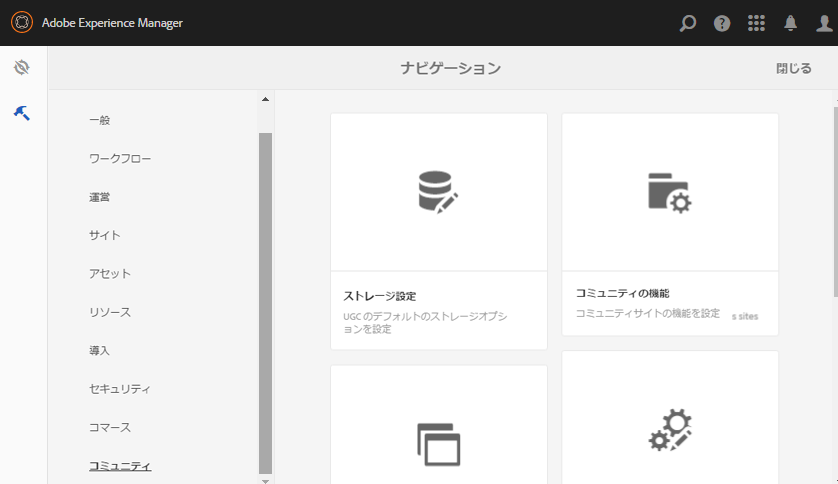 Adobe Experience Manager
ナビゲーション
閉じる
一般
ワークフロー
運営
サイト
アセット
リソース
導入
セキュリティ
コマース
コミュニティ
ストレージ設定
UGC のデフォルトのストレージオプシ
ョンを設定
コミュニティの機能
コミュニティサイトの機能を設定 s sites